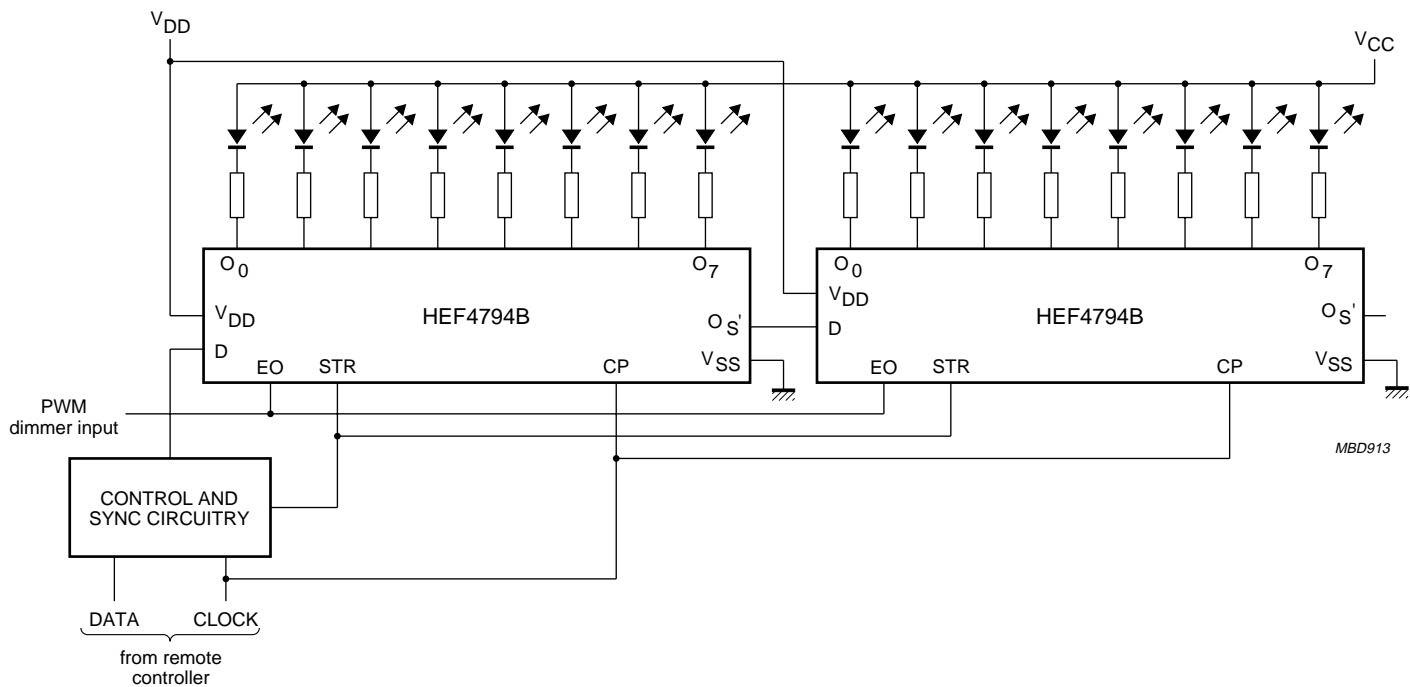 VDD
VCC
O0
O7
O0
O7
VDD
HEF4794B
OS'
VDD
HEF4794B
OS'
D
D
EO
STR
CP
VSS
EO
STR
CP
VSS
PWM
dimmer input
MBD913
CONTROL AND
SYNC CIRCUITRY
DATA
CLOCK
from remote
controller